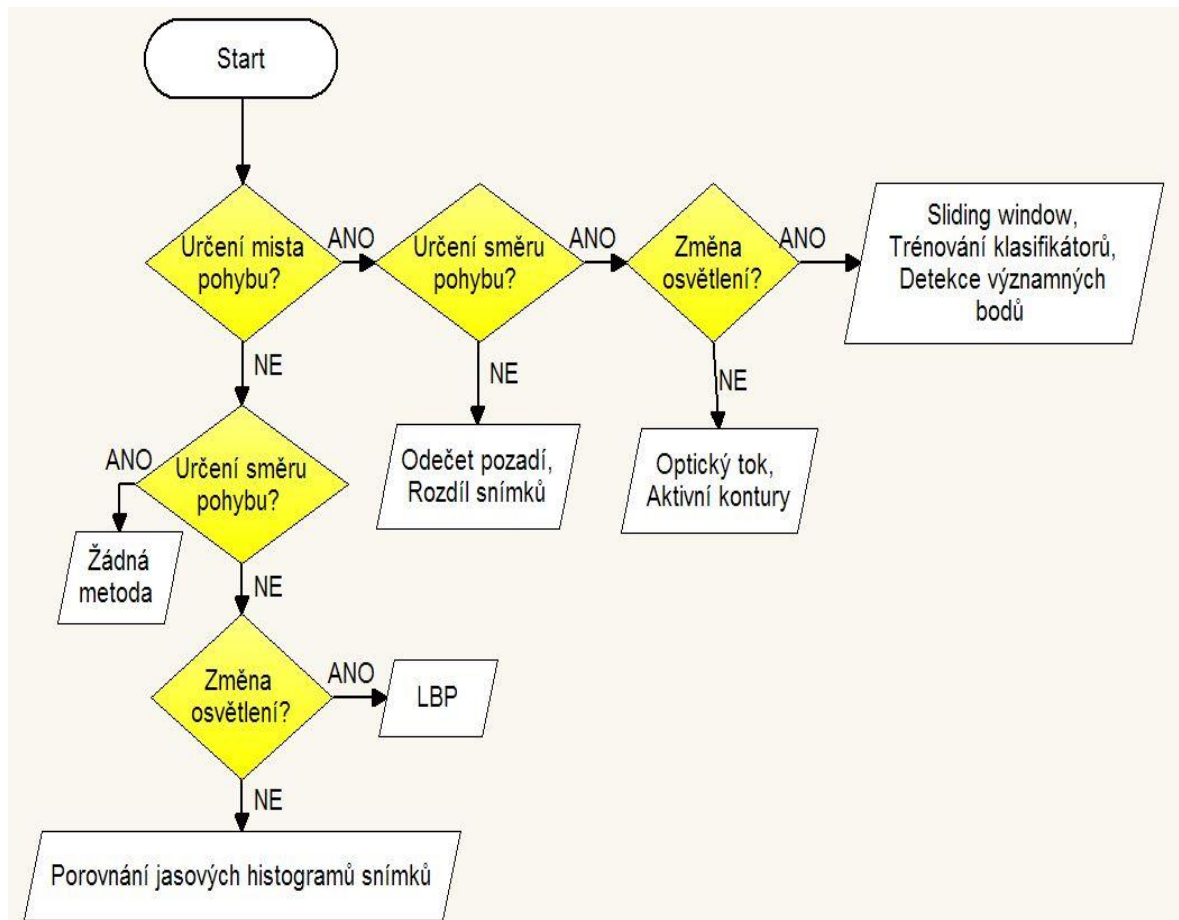 Start
Určení mista
pohybu?
ANO
Určení směru
pohybu?
ANO
Změna
osvětlení?
ANO
Sliding window,
Trénování klasifikátorů,
Detekce významných
bodů
NE
NE
NE
Odečet pozadí,
Rozdíl snímků
Optický tok,
Aktivní kontury
ANO
Určení směru
pohybu?
Žádná
metoda
NE
Změna
osvětlení?
ANO
LBP
NE
Porovnání jasových histogramů snímků